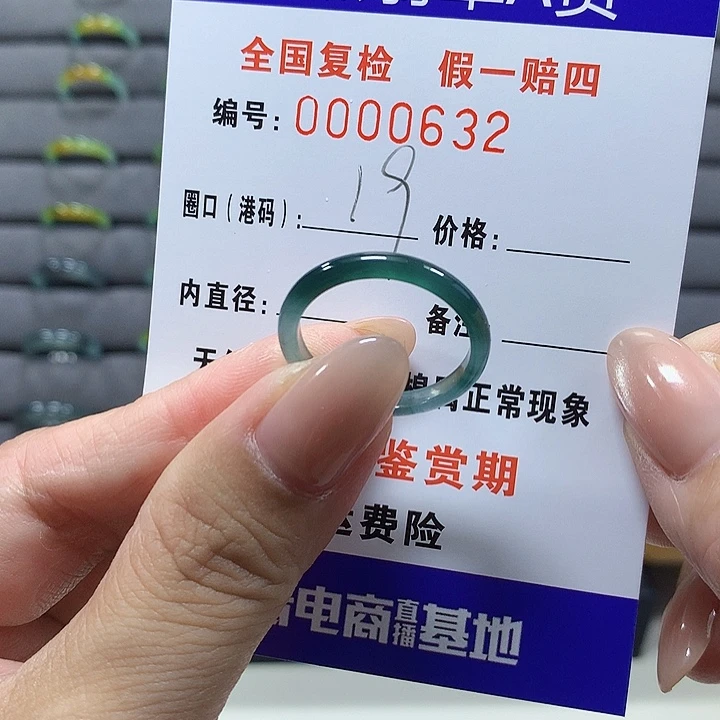 全国复检 假一赔四
编号: 0000632
圈口(港码): 19 价格:
内直径: 备注
正常现象
鉴赏期
运费险
电商直播基地